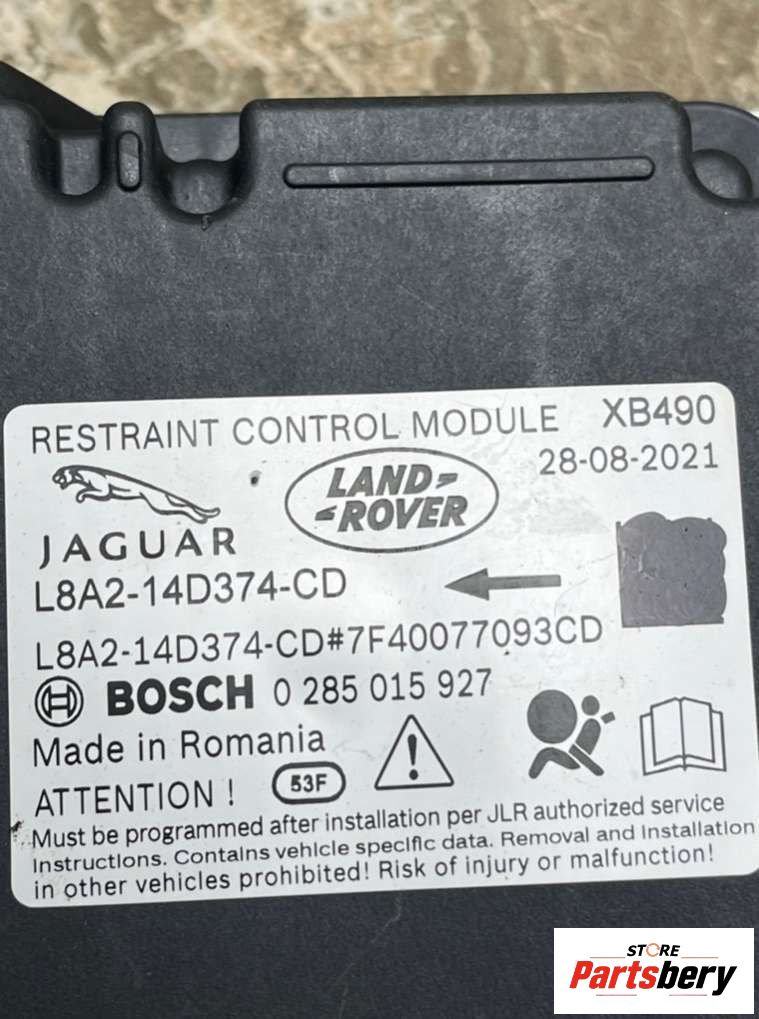 RESTRAINT CONTROL MODULE XB490
28-08-2021
JAGUAR
LAND
ROVER
L8A2-14D374-CD
L8A2-14D374-CD#7F40077093CD
BOSCH 0 285 015 927
Made in Romania
ATTENTION ! 53F
Must be programmed after installation per JLR authorized service
instructions. Contains vehicle specific data. Removal and Installation
in other vehicles prohibited! Risk of injury or malfunction!
STORE
Partsbery